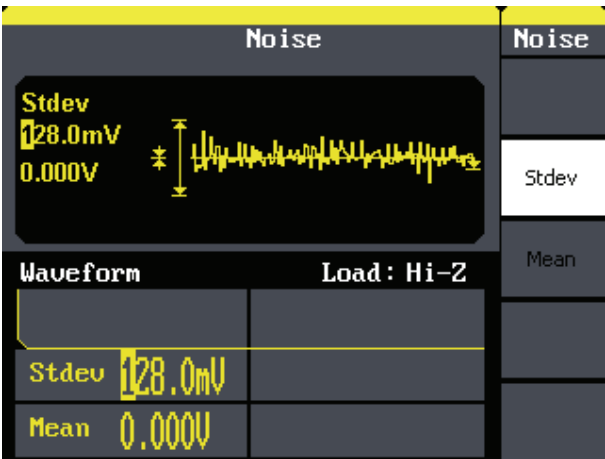 Noise
Noise
Stdev
128.0mV
0.000V
Stdev
Mean
Waveform Load: Hi-Z
Stdev 128.0mV
Mean 0.000V